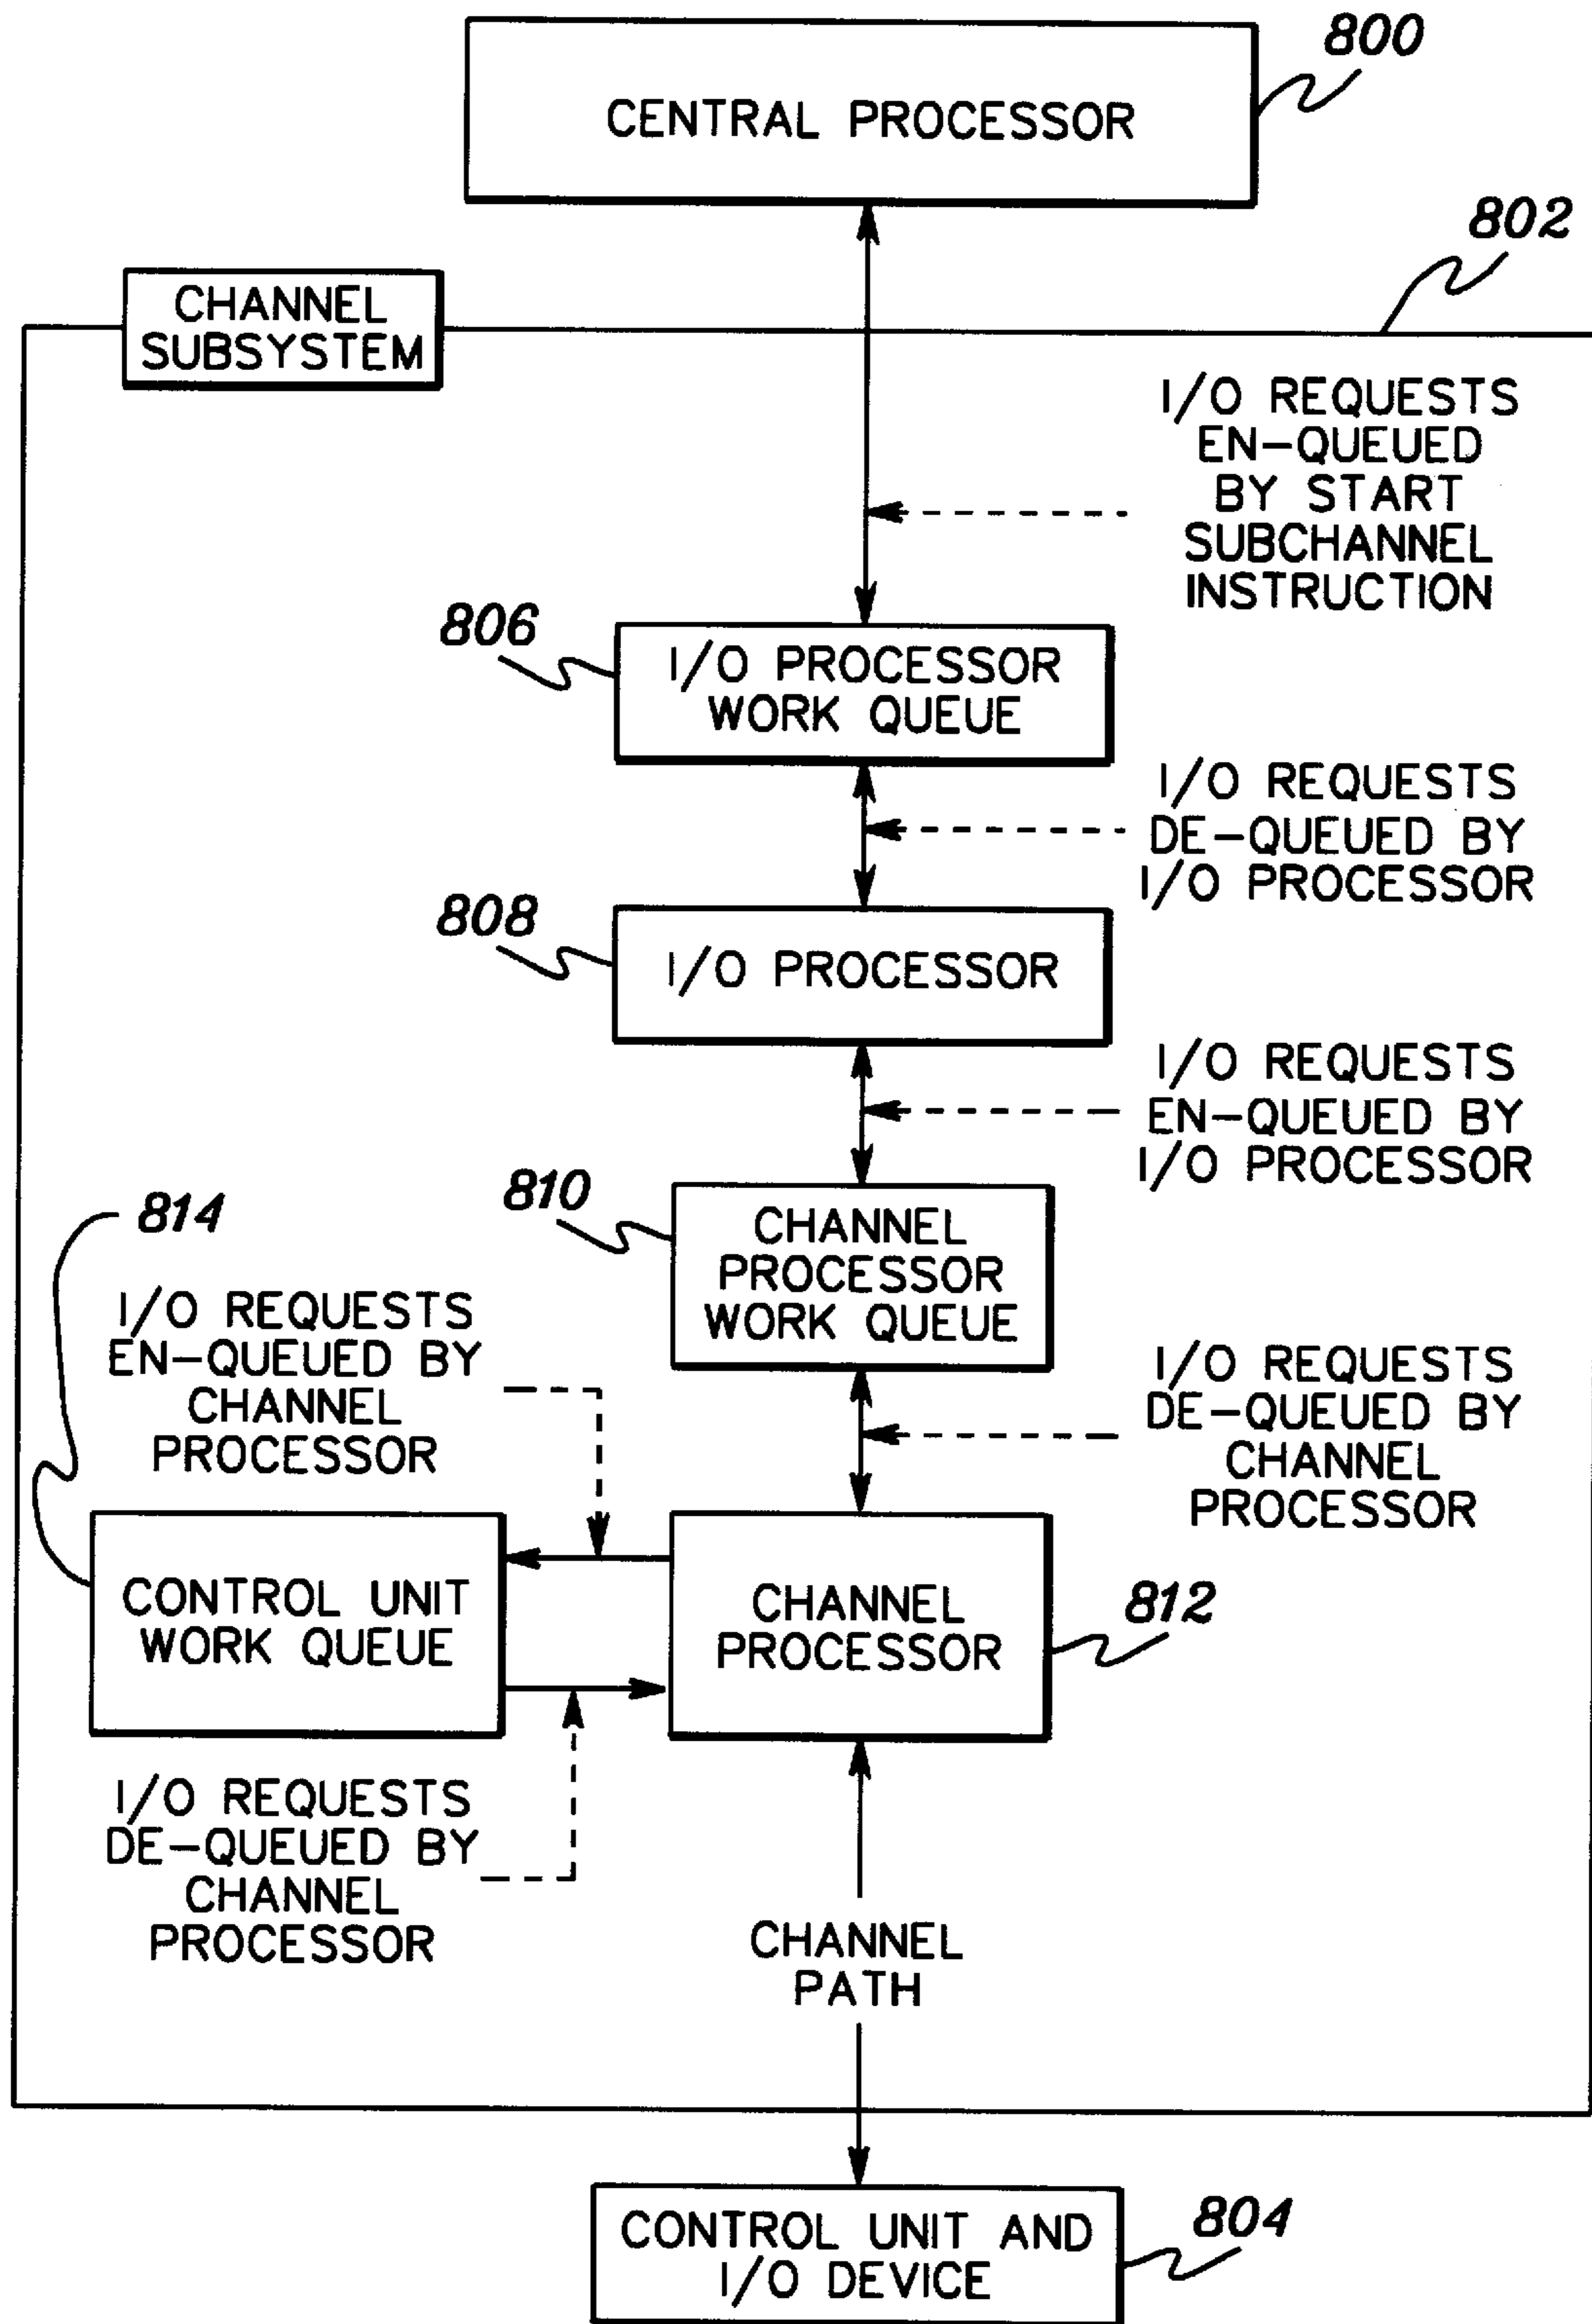 800
CENTRAL PROCESSOR
802
CHANNEL
SUBSYSTEM
I/O REQUESTS
EN-QUEUED
BY START
SUBCHANNEL
INSTRUCTION
806
I/O PROCESSOR
WORK QUEUE
I/O REQUESTS
DE-QUEUED BY
I/O PROCESSOR
808
I/O PROCESSOR
I/O REQUESTS
EN-QUEUED BY
I/O PROCESSOR
810
CHANNEL
PROCESSOR
WORK QUEUE
814
I/O REQUESTS
EN-QUEUED BY
CHANNEL
PROCESSOR
I/O REQUESTS
DE-QUEUED BY
CHANNEL
PROCESSOR
CONTROL UNIT
WORK QUEUE
CHANNEL
PROCESSOR
812
I/O REQUESTS
DE-QUEUED BY
CHANNEL
PROCESSOR
CHANNEL
PATH
CONTROL UNIT AND
I/O DEVICE
804